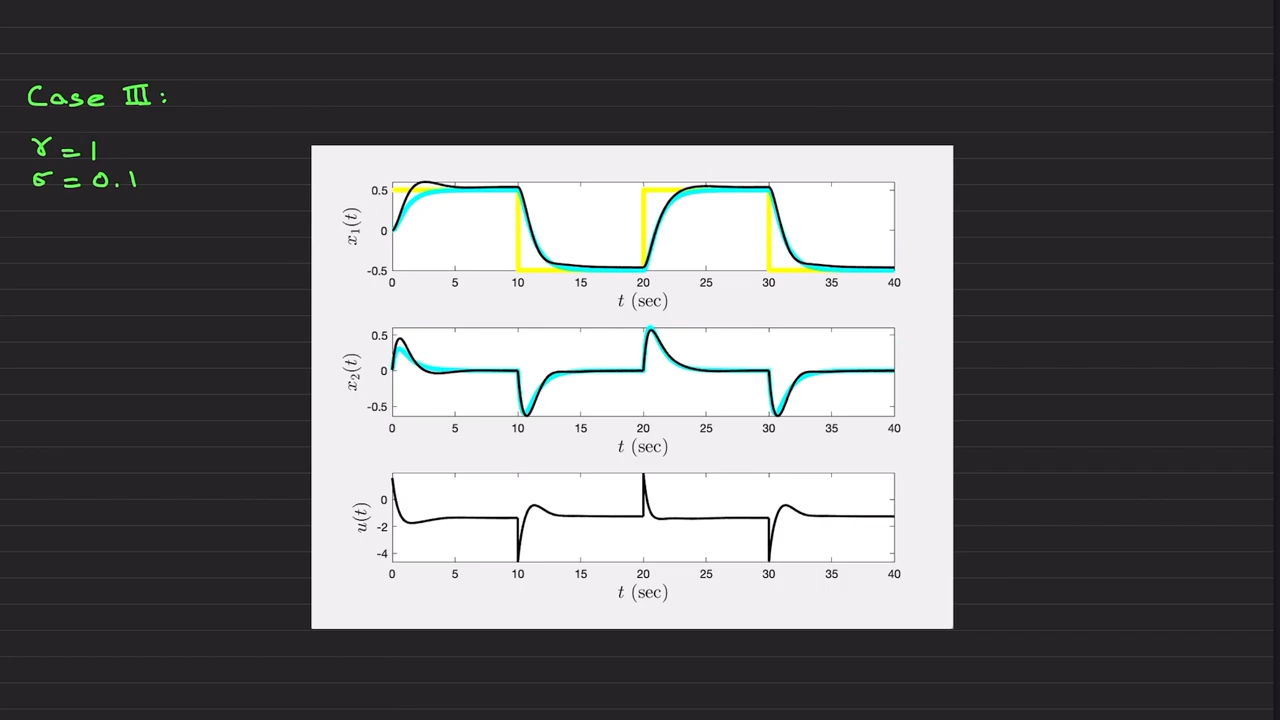 Case III:
γ = 1
σ = 0.1
0.5
0
-0.5
x₁(t)
0 5 10 15 20 25 30 35 40
t (sec)
0.5
0
-0.5
x₂(t)
0 5 10 15 20 25 30 35 40
t (sec)
0
-2
-4
u(t)
0 5 10 15 20 25 30 35 40
t (sec)